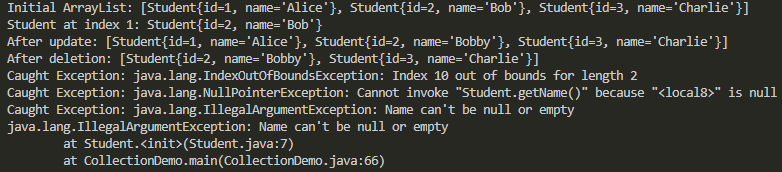 Initial ArrayList: [Student{id=1, name='Alice'}, Student{id=2, name='Bob'}, Student{id=3, name='Charlie'}]
Student at index 1: Student{id=2, name='Bob'}
After update: [Student{id=1, name='Alice'}, Student{id=2, name='Bobby'}, Student{id=3, name='Charlie'}]
After deletion: [Student{id=2, name='Bobby'}, Student{id=3, name='Charlie'}]
Caught Exception: java.lang.IndexOutOfBoundsException: Index 10 out of bounds for length 2
Caught Exception: java.lang.NullPointerException: Cannot invoke "Student.getName()" because "<local8>" is null
Caught Exception: java.lang.IllegalArgumentException: Name can't be null or empty
java.lang.IllegalArgumentException: Name can't be null or empty
at Student.<init>(Student.java:7)
at CollectionDemo.main(CollectionDemo.java:66)